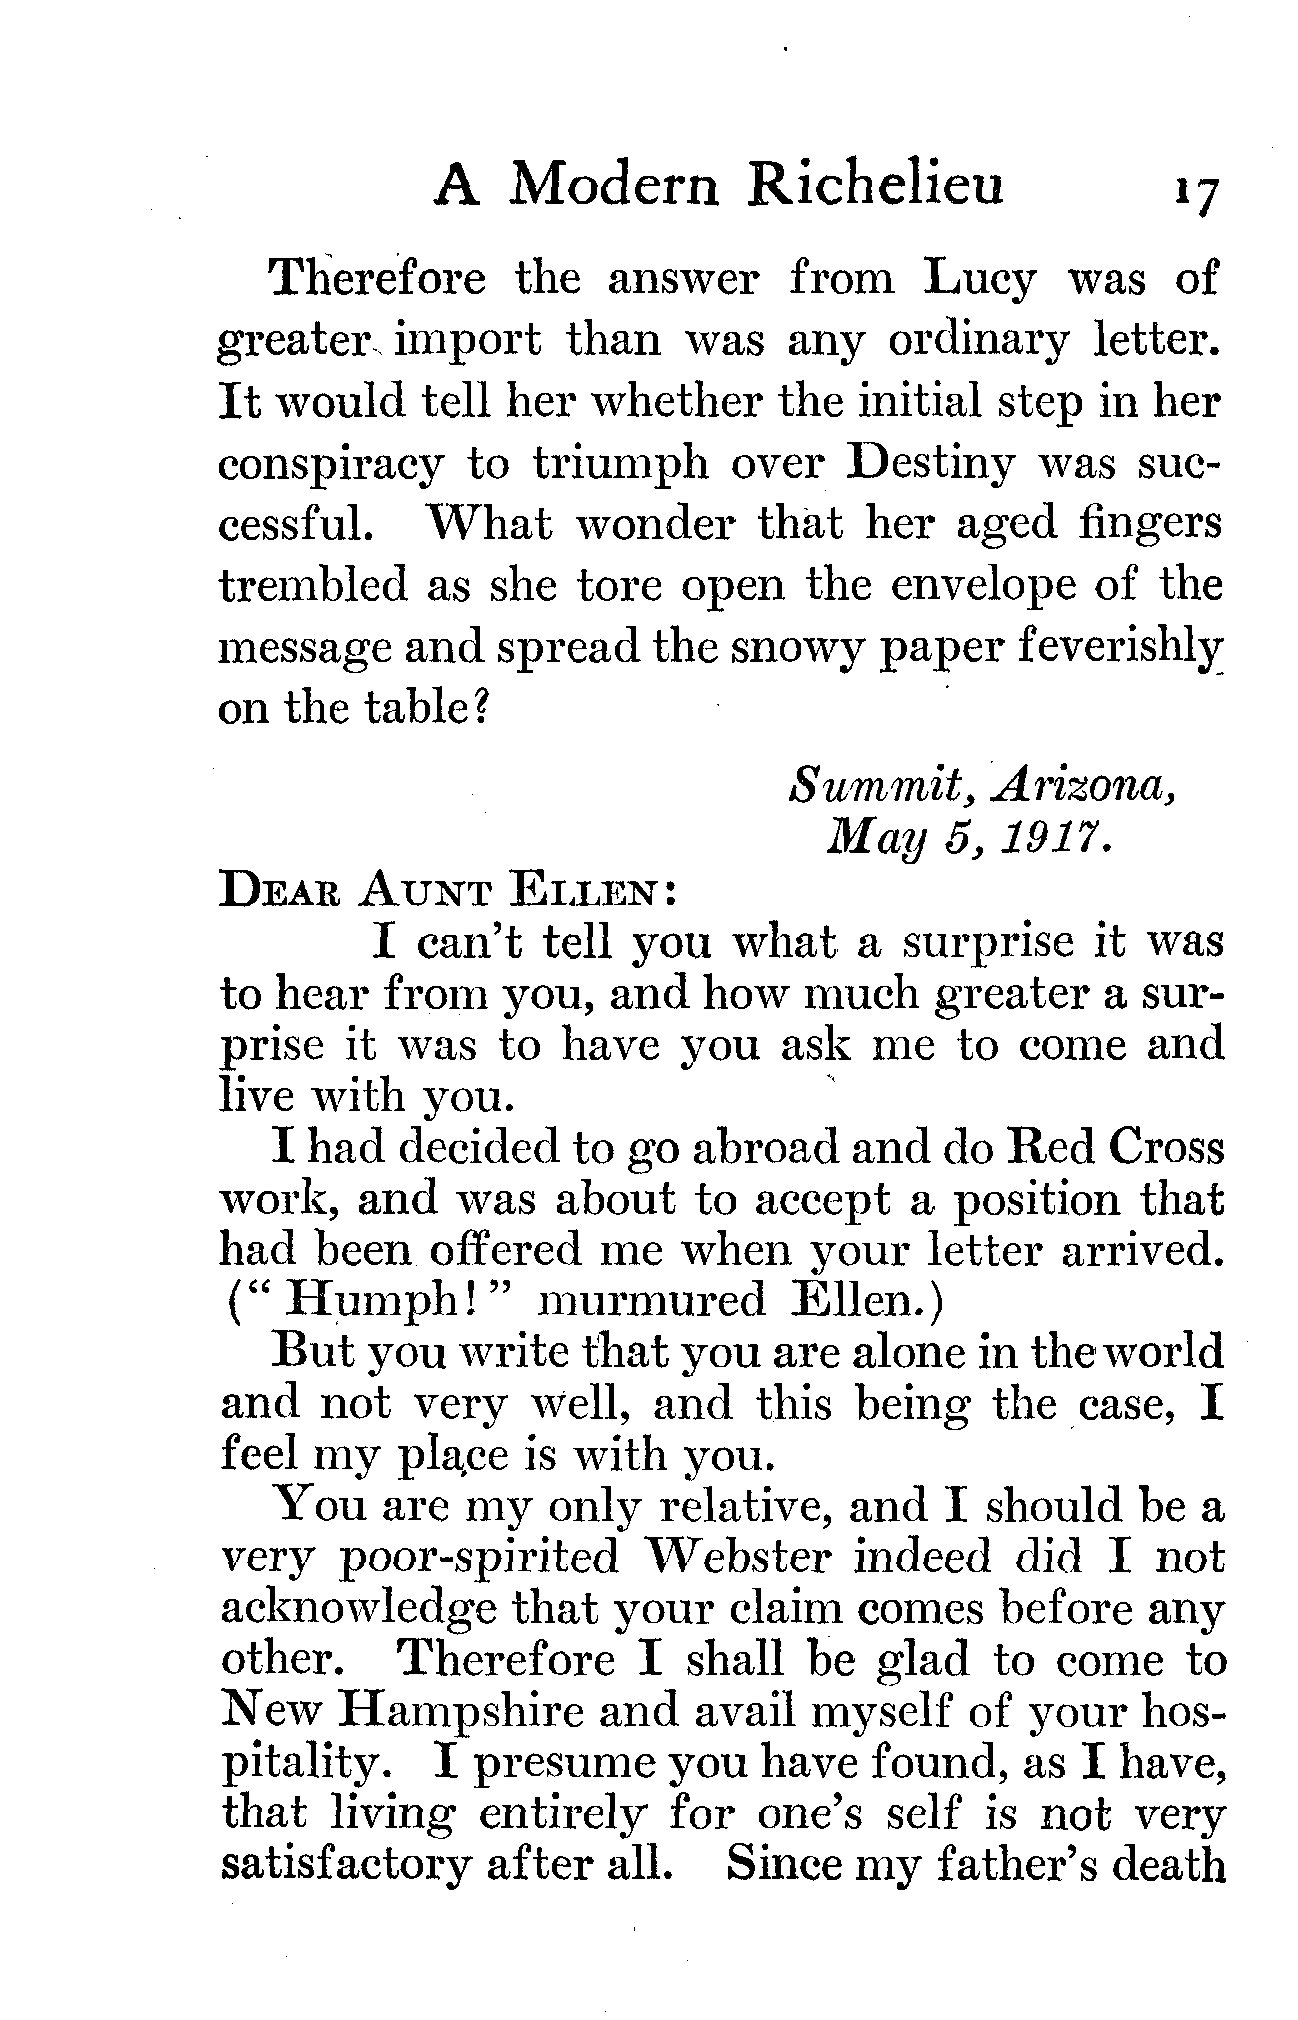 A Modern Richelieu 17
Therefore the answer from Lucy was of
greater import than was any ordinary letter.
It would tell her whether the initial step in her
conspiracy to triumph over Destiny was suc-
cessful. What wonder that her aged fingers
trembled as she tore open the envelope of the
message and spread the snowy paper feverishly
on the table?
Summit, Arizona,
May 5, 1917.
DEAR AUNT ELLEN:
I can't tell you what a surprise it was
to hear from you, and how much greater a sur-
prise it was to have you ask me to come and
live with you.
I had decided to go abroad and do Red Cross
work, and was about to accept a position that
had been offered me when your letter arrived.
("Humph!" murmured Ellen.)
But you write that you are alone in the world
and not very well, and this being the case, I
feel my place is with you.
You are my only relative, and I should be a
very poor-spirited Webster indeed did I not
acknowledge that your claim comes before any
other. Therefore I shall be glad to come to
New Hampshire and avail myself of your hos-
pitality. I presume you have found, as I have,
that living entirely for one's self is not very
satisfactory after all. Since my father's death